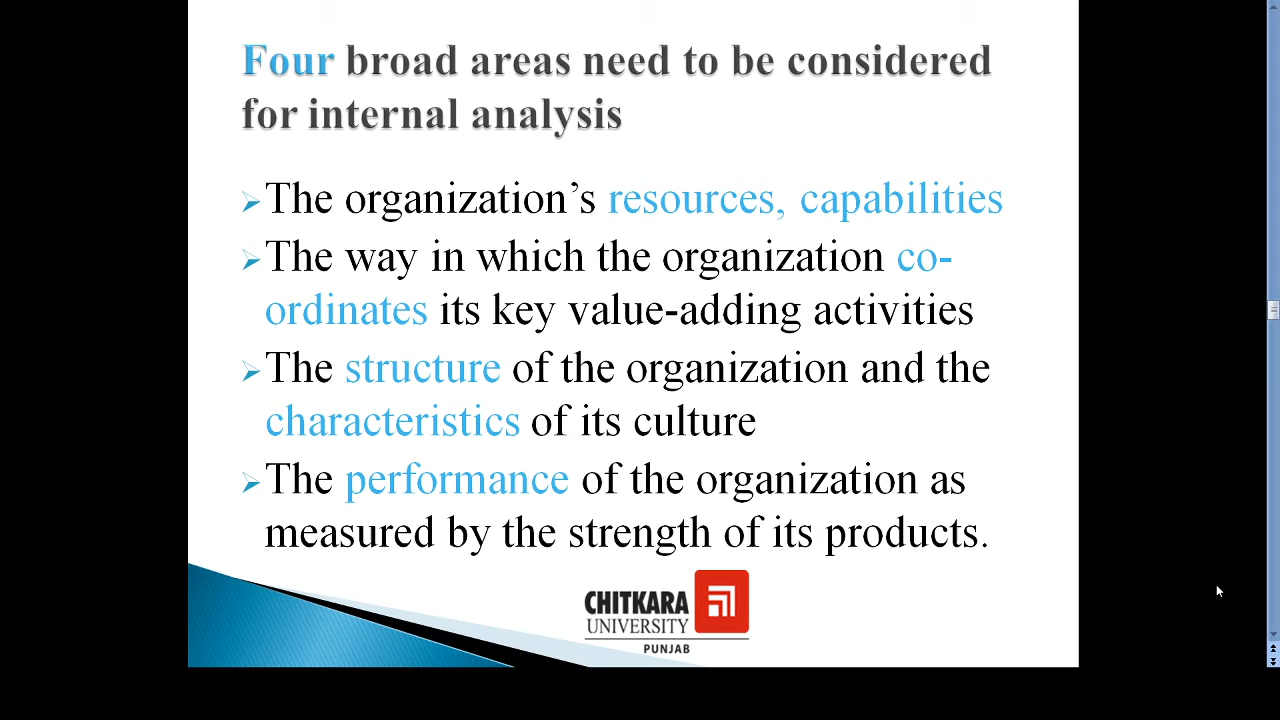 Four broad areas need to be considered
for internal analysis
The organization’s resources, capabilities
The way in which the organization co-
ordinates its key value-adding activities
The structure of the organization and the
characteristics of its culture
The performance of the organization as
measured by the strength of its products.
CHITKARA
UNIVERSITY
PUNJAB